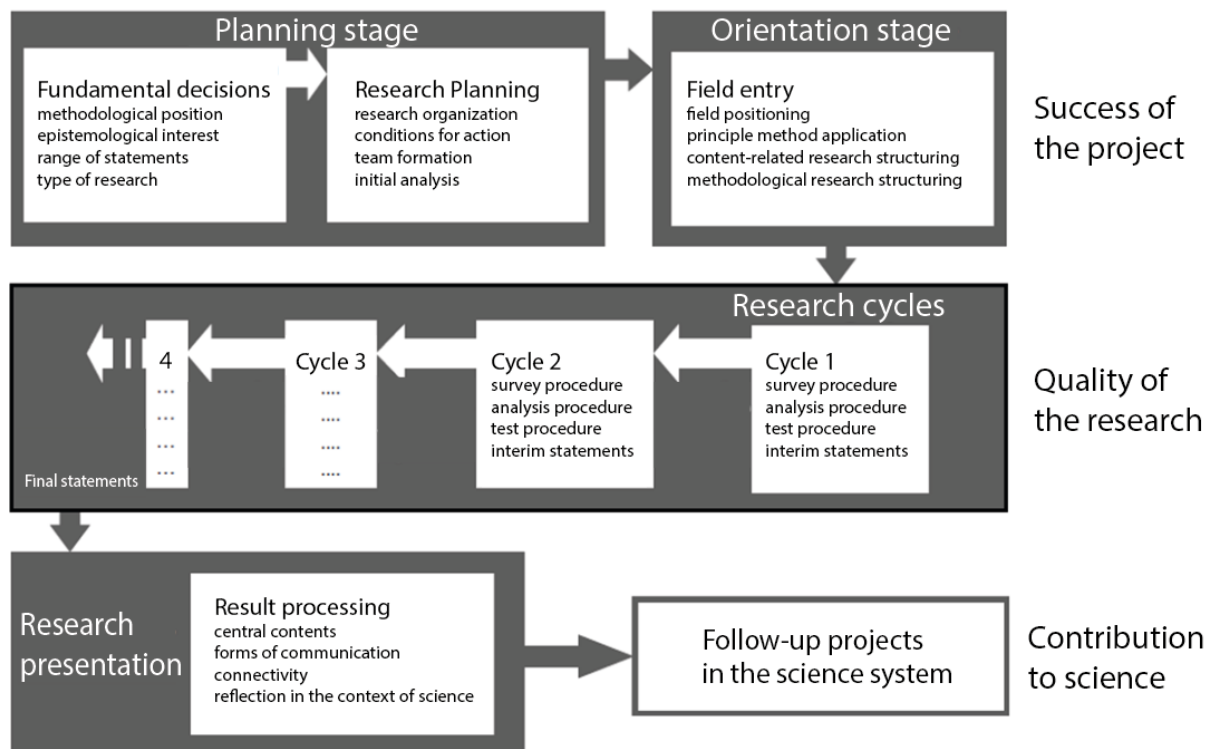 Planning stage
Fundamental decisions
methodological position
epistemological interest
range of statements
type of research
Research Planning
research organization
conditions for action
team formation
initial analysis
Orientation stage
Field entry
field positioning
principle method application
content-related research structuring
methodological research structuring
Success of
the project
Research cycles
Cycle 1
survey procedure
analysis procedure
test procedure
interim statements
Cycle 2
survey procedure
analysis procedure
test procedure
interim statements
Cycle 3
....
....
....
....
4
...
...
...
...
Final statements
Quality of
the research
Research
presentation
Result processing
central contents
forms of communication
connectivity
reflection in the context of science
Follow-up projects
in the science system
Contribution
to science